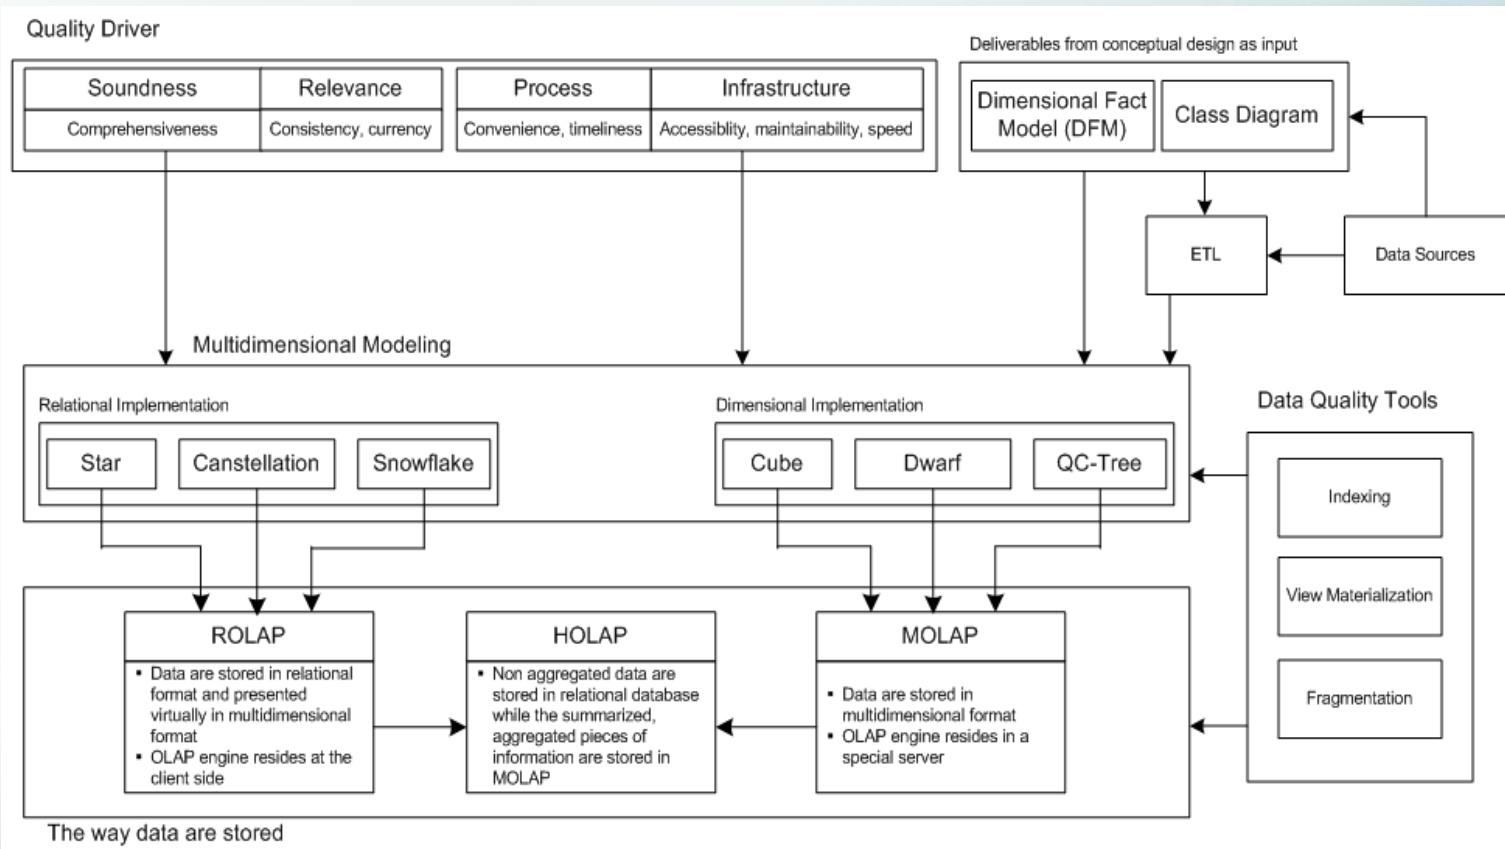 Quality Driver
Deliverables from conceptual design as input
Soundness
Relevance
Process
Infrastructure
Comprehensiveness
Consistency, currency
Convenience, timeliness
Accessiblity, maintainability, speed
Dimensional Fact
Model (DFM)
Class Diagram
ETL
Data Sources
Multidimensional Modeling
Relational Implementation
Dimensional Implementation
Data Quality Tools
Star
Canstellation
Snowflake
Cube
Dwarf
QC-Tree
Indexing
View Materialization
Fragmentation
ROLAP
▪ Data are stored in relational
format and presented
virtually in multidimensional
format
▪ OLAP engine resides at the
client side
HOLAP
▪ Non aggregated data are
stored in relational database
while the summarized,
aggregated pieces of
information are stored in
MOLAP
MOLAP
▪ Data are stored in
multidimensional format
▪ OLAP engine resides in a
special server
The way data are stored